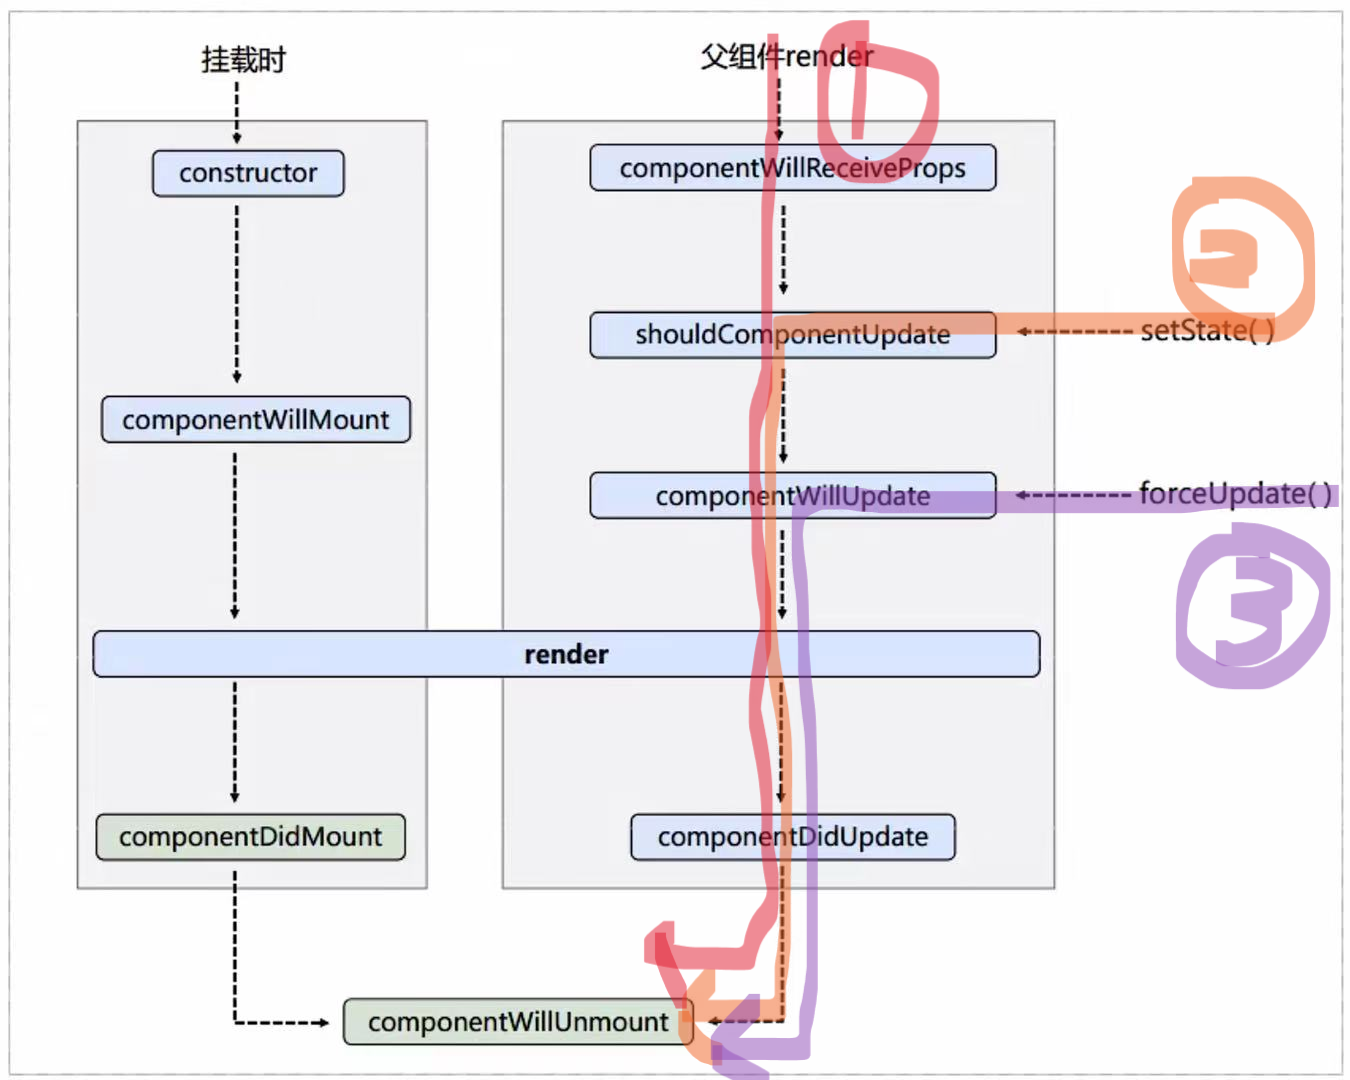 挂载时
父组件render
1
constructor
componentWillReceiveProps
2
shouldComponentUpdate
setState( )
componentWillMount
componentWillUpdate
forceUpdate( )
3
render
componentDidMount
componentDidUpdate
componentWillUnmount